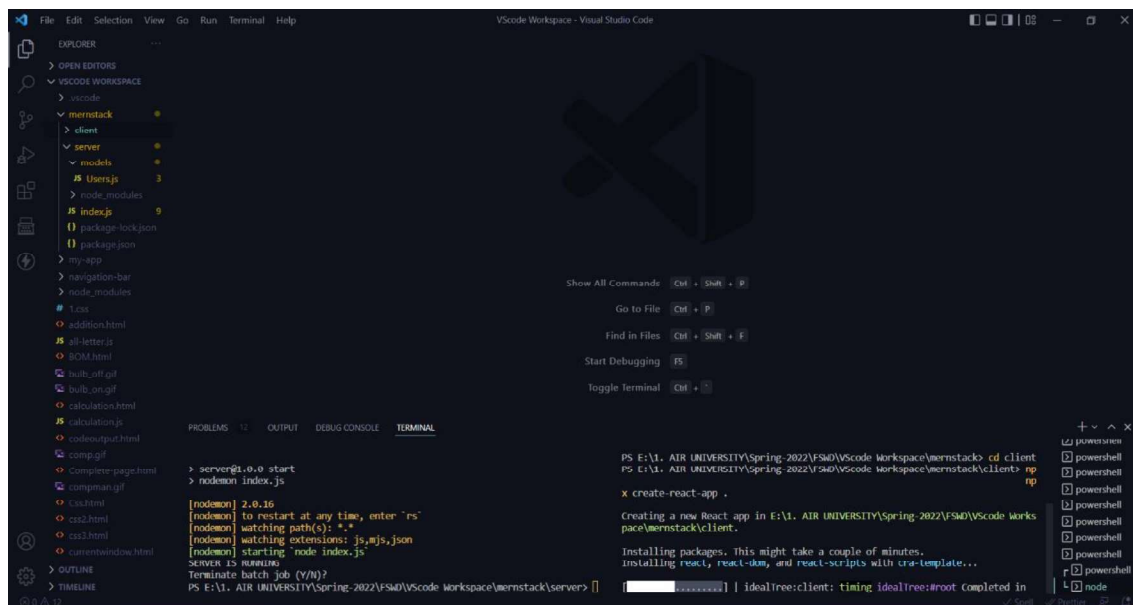 File Edit Selection View Go Run Terminal Help
VScode Workspace - Visual Studio Code
EXPLORER
OPEN EDITORS
VSCODE WORKSPACE
.vscode
mernstack
client
server
models
JS Users.js 3
node_modules
JS index.js 9
{} package-lock.json
{} package.json
my-app
navigation-bar
node_modules
# 1.css
addition.html
JS all-letter.js
BOM.html
bulb_off.gif
bulb_on.gif
calculation.html
JS calculation.js
codeoutput.html
comp.gif
Complete-page.html
compman.gif
Css.html
css2.html
css3.html
currentwindow.html
OUTLINE
TIMELINE
Show All Commands Ctrl + Shift + P
Go to File Ctrl + P
Find in Files Ctrl + Shift + F
Start Debugging F5
Toggle Terminal Ctrl + `
PROBLEMS 12 OUTPUT DEBUG CONSOLE TERMINAL
> server@1.0.0 start
> nodemon index.js
[nodemon] 2.0.16
[nodemon] to restart at any time, enter `rs`
[nodemon] watching path(s): *.*
[nodemon] watching extensions: js,mjs,json
[nodemon] starting `node index.js`
SERVER IS RUNNING
Terminate batch job (Y/N)?
PS E:\1. AIR UNIVERSITY\Spring-2022\FSWD\VScode Workspace\mernstack\server>
PS E:\1. AIR UNIVERSITY\Spring-2022\FSWD\VScode Workspace\mernstack> cd client
PS E:\1. AIR UNIVERSITY\Spring-2022\FSWD\VScode Workspace\mernstack\client> np
np
x create-react-app .
Creating a new React app in E:\1. AIR UNIVERSITY\Spring-2022\FSWD\VScode Works
pace\mernstack\client.
Installing packages. This might take a couple of minutes.
Installing react, react-dom, and react-scripts with cra-template...
[ .........] | idealTree:client: timing idealTree:#root Completed in
powershell
powershell
powershell
powershell
powershell
powershell
powershell
powershell
powershell
node
0 12
Shell Prettier